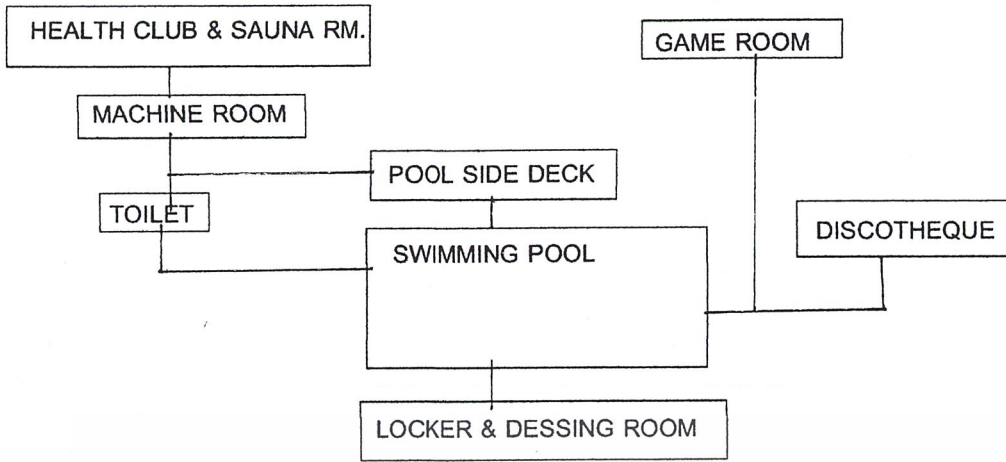 HEALTH CLUB & SAUNA RM.
GAME ROOM
MACHINE ROOM
POOL SIDE DECK
TOILET
DISCOTHEQUE
SWIMMING POOL
LOCKER & DESSING ROOM